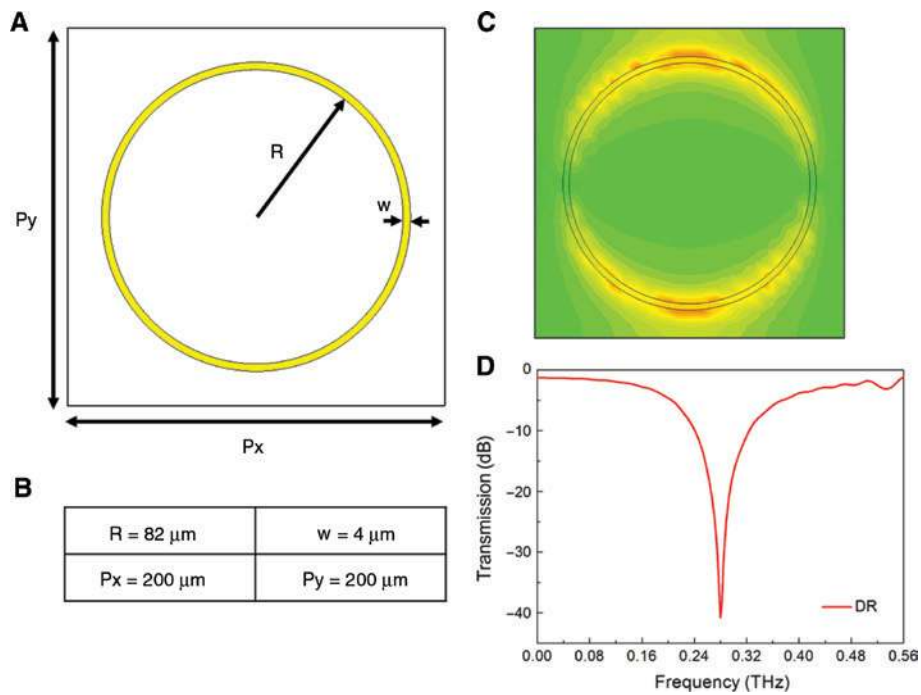 A
Py
R
w
Px
B
R = 82 μm
w = 4 μm
Px = 200 μm
Py = 200 μm
C
D
0
−10
−20
−30
−40
Transmission (dB)
DR
0.00 0.08 0.16 0.24 0.32 0.40 0.48 0.56
Frequency (THz)